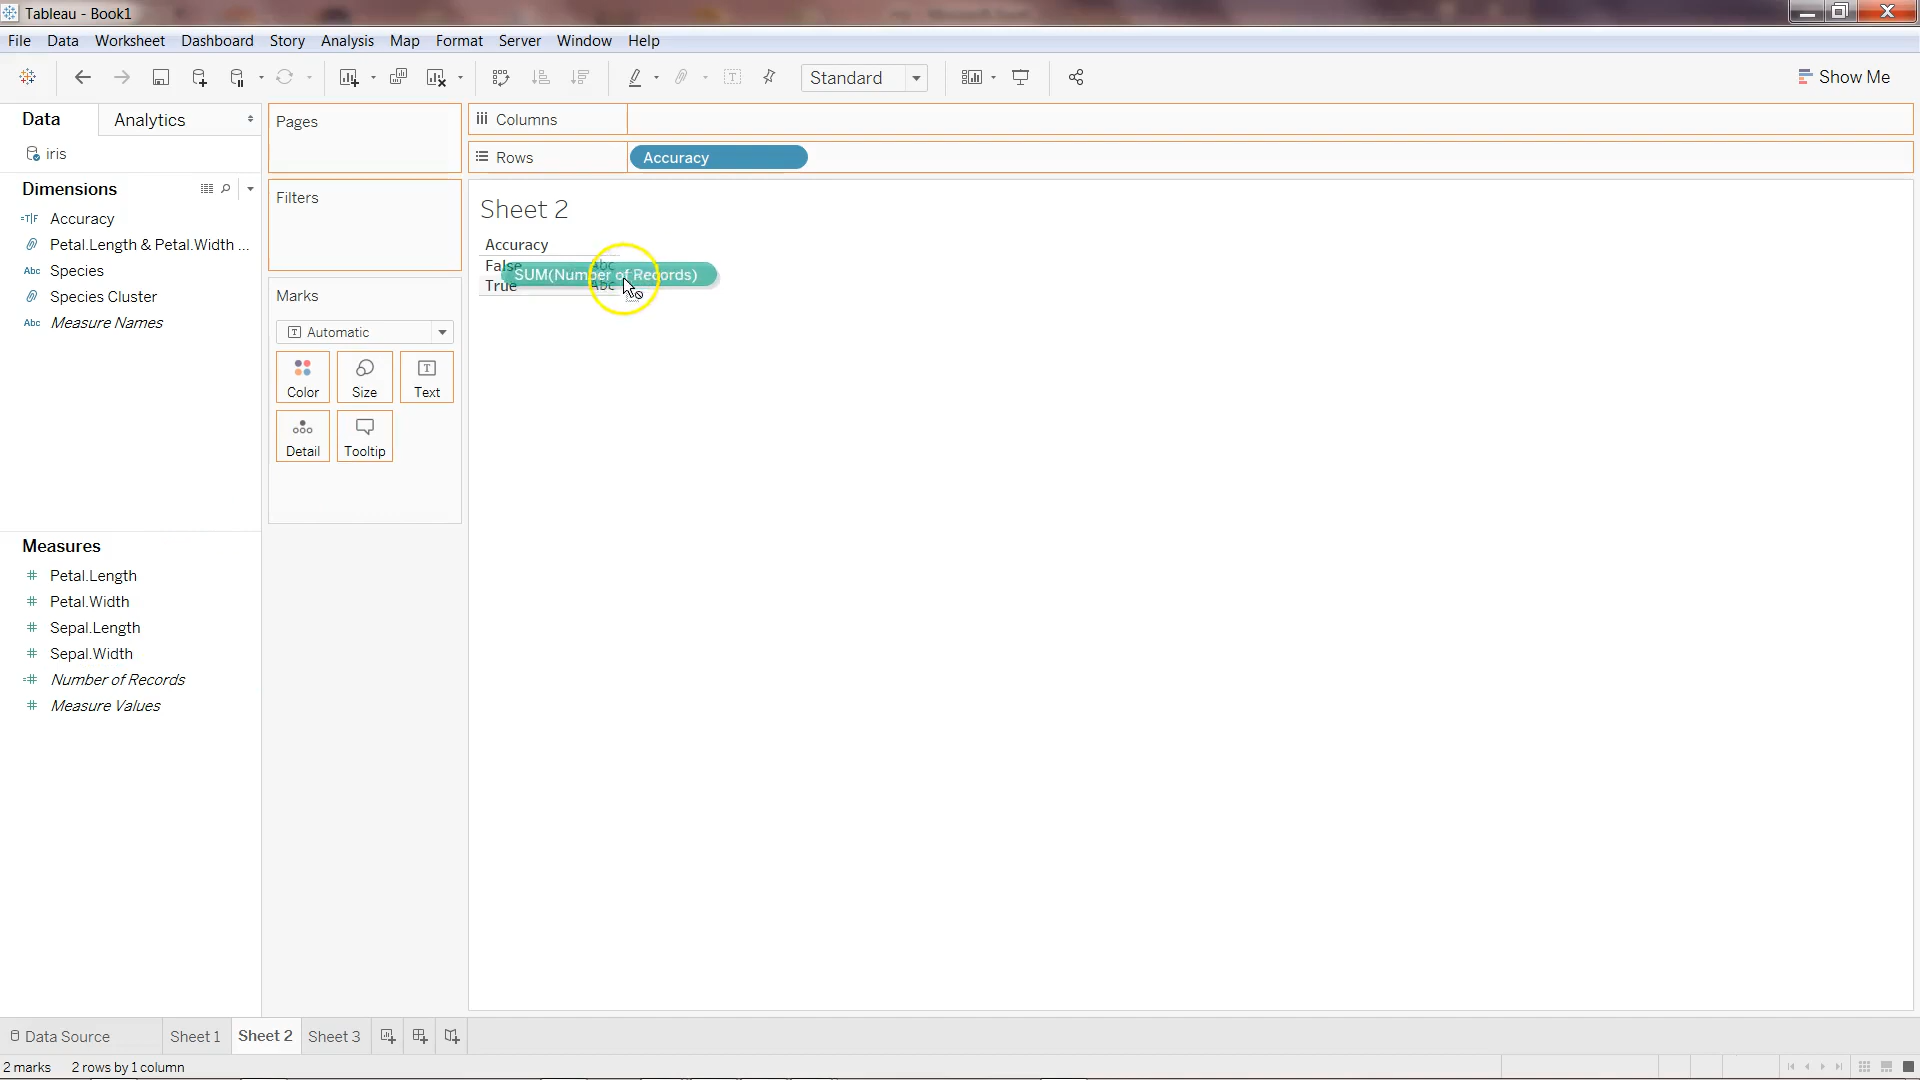 Tableau - Book1
File Data Worksheet Dashboard Story Analysis Map Format Server Window Help
Standard
Show Me
Data Analytics
iris
Dimensions
Accuracy
Petal.Length & Petal.Width ...
Species
Species Cluster
Measure Names
Measures
Petal.Length
Petal.Width
Sepal.Length
Sepal.Width
Number of Records
Measure Values
Pages
Filters
Marks
Automatic
Color Size Text
Detail Tooltip
Columns
Rows Accuracy
Sheet 2
Accuracy
False Abc
SUM(Number of Records)
True Abc
Data Source Sheet 1 Sheet 2 Sheet 3
2 marks 2 rows by 1 column